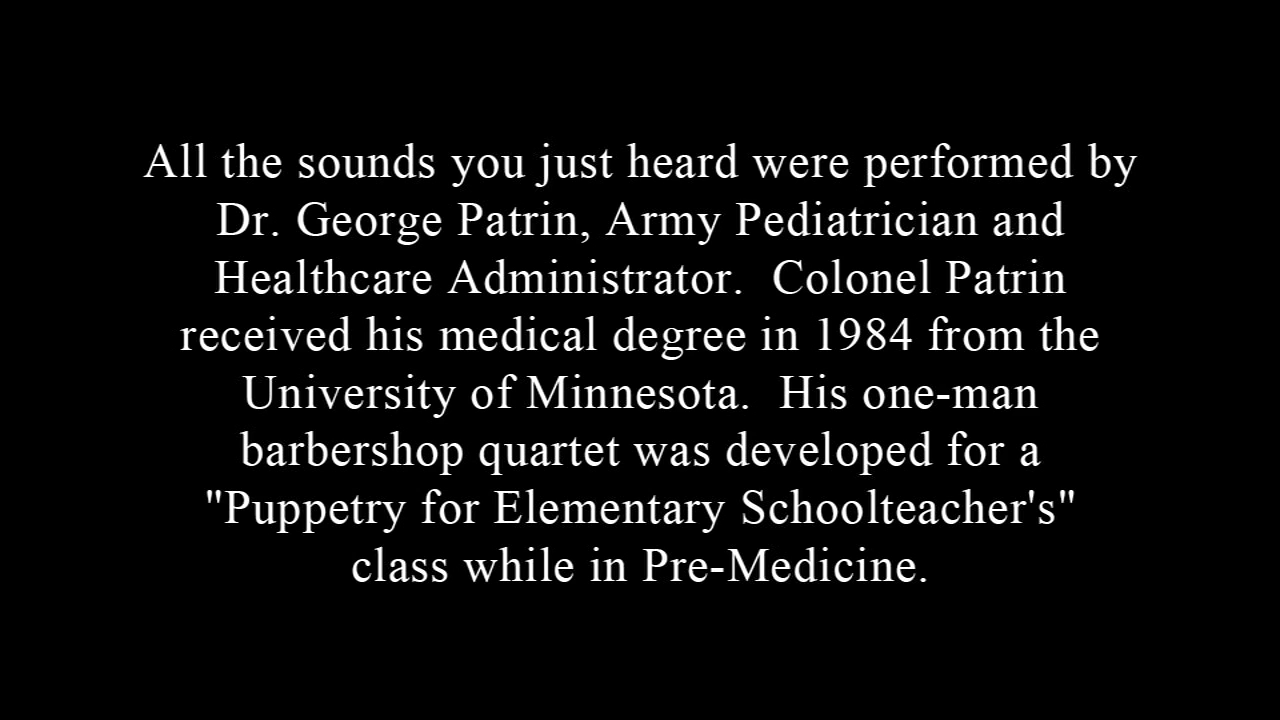 All the sounds you just heard were performed by
Dr. George Patrin, Army Pediatrician and
Healthcare Administrator.  Colonel Patrin
received his medical degree in 1984 from the
University of Minnesota.  His one-man
barbershop quartet was developed for a
"Puppetry for Elementary Schoolteacher's"
class while in Pre-Medicine.